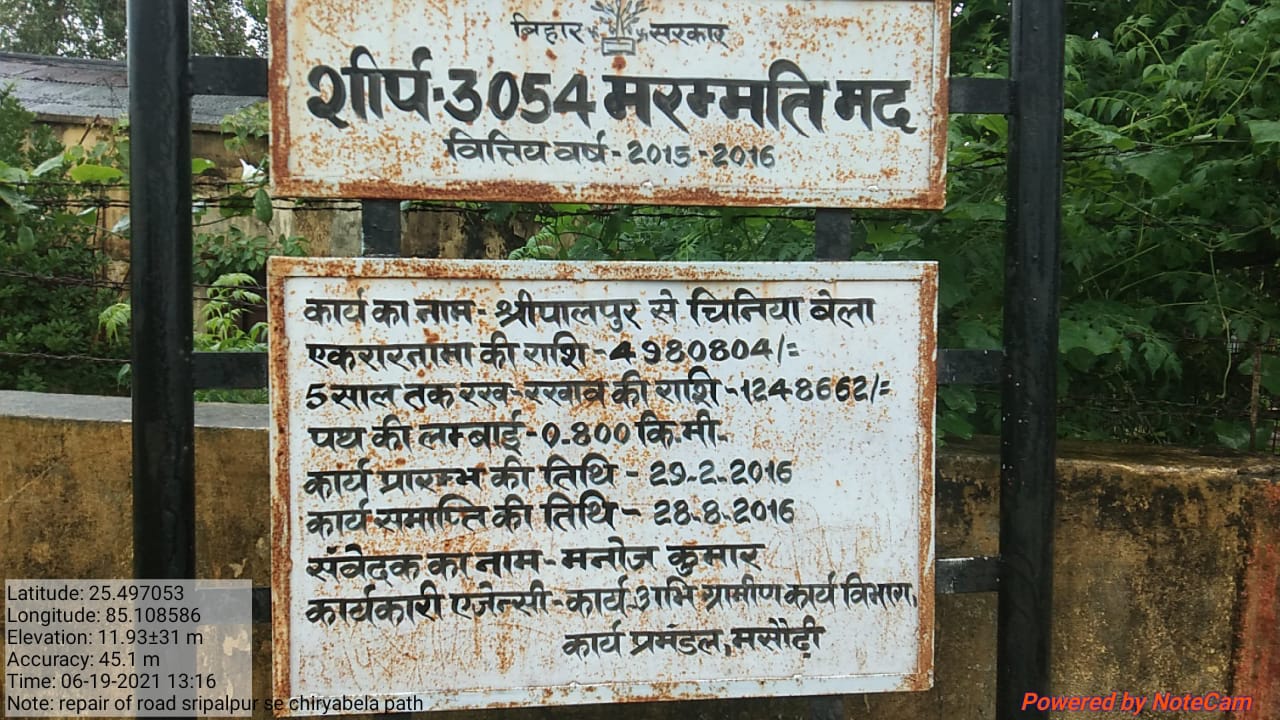 बिहार सरकार
शीर्ष-3054 मरम्मति मद
वित्तिय वर्ष-2015-2016
कार्य का नाम- श्रीपालपुर से चिनिया बेला
एकरारनामा की राशि-4980804/=
5 साल तक रख-रखाव की राशि-1248662/=
पथ की लम्बाई-0.800 कि.मी.
कार्य प्रारम्भ की तिथि - 29-2-2016
कार्य समाप्ति की तिथि - 28-8-2016
संवेदक का नाम-मनोज कुमार
कार्यकारी एजेन्सी-कार्य.अभि ग्रामीण कार्य विभाग,
कार्य प्रमंडल,मसौढ़ी
Latitude: 25.497053
Longitude: 85.108586
Elevation: 11.93±31 m
Accuracy: 45.1 m
Time: 06-19-2021 13:16
Note: repair of road sripalpur se chiryabela path
Powered by NoteCam